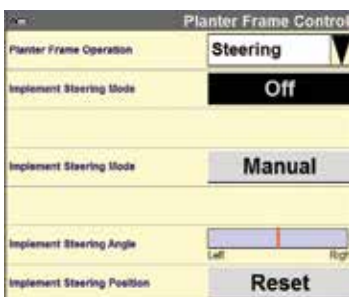 Planter Frame Control
Planter Frame Operation
Steering
Implement Steering Mode
Off
Implement Steering Mode
Manual
Implement Steering Angle
Left
Right
Implement Steering Position
Reset